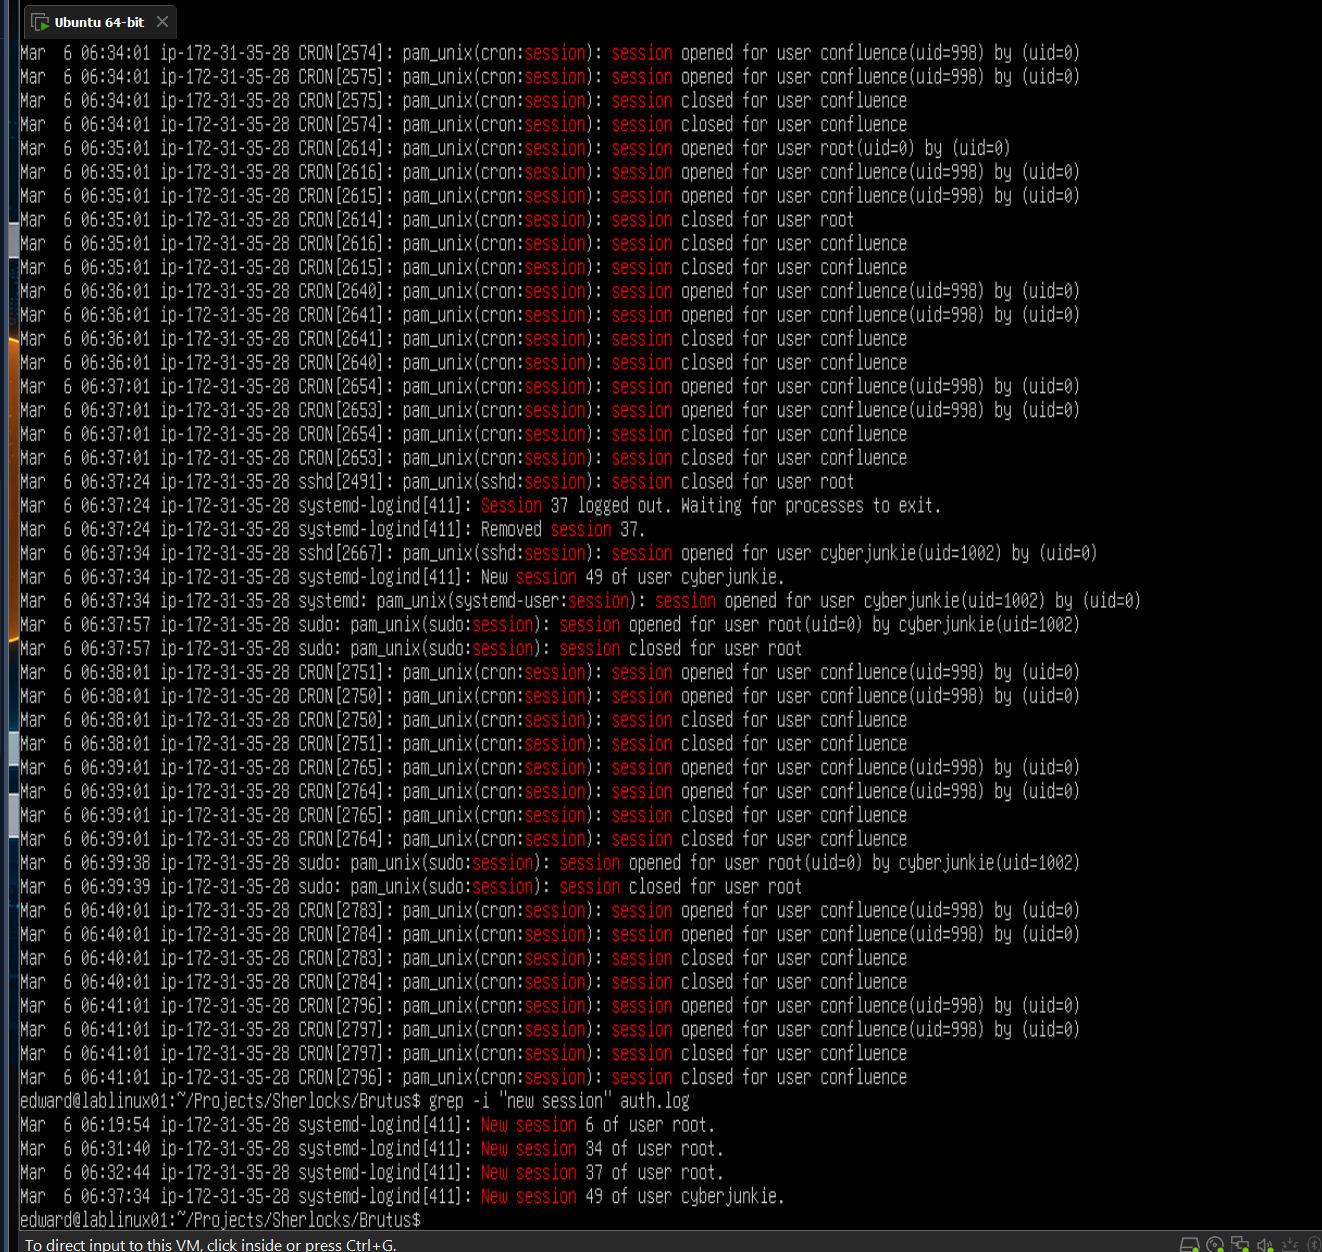 Ubuntu 64-bit
Mar  6 06:34:01 ip-172-31-35-28 CRON[2574]: pam_unix(cron:session): session opened for user confluence(uid=998) by (uid=0)
Mar  6 06:34:01 ip-172-31-35-28 CRON[2575]: pam_unix(cron:session): session opened for user confluence(uid=998) by (uid=0)
Mar  6 06:34:01 ip-172-31-35-28 CRON[2575]: pam_unix(cron:session): session closed for user confluence
Mar  6 06:34:01 ip-172-31-35-28 CRON[2574]: pam_unix(cron:session): session closed for user confluence
Mar  6 06:35:01 ip-172-31-35-28 CRON[2614]: pam_unix(cron:session): session opened for user root(uid=0) by (uid=0)
Mar  6 06:35:01 ip-172-31-35-28 CRON[2616]: pam_unix(cron:session): session opened for user confluence(uid=998) by (uid=0)
Mar  6 06:35:01 ip-172-31-35-28 CRON[2615]: pam_unix(cron:session): session opened for user confluence(uid=998) by (uid=0)
Mar  6 06:35:01 ip-172-31-35-28 CRON[2614]: pam_unix(cron:session): session closed for user root
Mar  6 06:35:01 ip-172-31-35-28 CRON[2616]: pam_unix(cron:session): session closed for user confluence
Mar  6 06:35:01 ip-172-31-35-28 CRON[2615]: pam_unix(cron:session): session closed for user confluence
Mar  6 06:36:01 ip-172-31-35-28 CRON[2640]: pam_unix(cron:session): session opened for user confluence(uid=998) by (uid=0)
Mar  6 06:36:01 ip-172-31-35-28 CRON[2641]: pam_unix(cron:session): session opened for user confluence(uid=998) by (uid=0)
Mar  6 06:36:01 ip-172-31-35-28 CRON[2641]: pam_unix(cron:session): session closed for user confluence
Mar  6 06:36:01 ip-172-31-35-28 CRON[2640]: pam_unix(cron:session): session closed for user confluence
Mar  6 06:37:01 ip-172-31-35-28 CRON[2654]: pam_unix(cron:session): session opened for user confluence(uid=998) by (uid=0)
Mar  6 06:37:01 ip-172-31-35-28 CRON[2653]: pam_unix(cron:session): session opened for user confluence(uid=998) by (uid=0)
Mar  6 06:37:01 ip-172-31-35-28 CRON[2654]: pam_unix(cron:session): session closed for user confluence
Mar  6 06:37:01 ip-172-31-35-28 CRON[2653]: pam_unix(cron:session): session closed for user confluence
Mar  6 06:37:24 ip-172-31-35-28 sshd[2491]: pam_unix(sshd:session): session closed for user root
Mar  6 06:37:24 ip-172-31-35-28 systemd-logind[411]: Session 37 logged out. Waiting for processes to exit.
Mar  6 06:37:24 ip-172-31-35-28 systemd-logind[411]: Removed session 37.
Mar  6 06:37:34 ip-172-31-35-28 sshd[2667]: pam_unix(sshd:session): session opened for user cyberjunkie(uid=1002) by (uid=0)
Mar  6 06:37:34 ip-172-31-35-28 systemd-logind[411]: New session 49 of user cyberjunkie.
Mar  6 06:37:34 ip-172-31-35-28 systemd: pam_unix(systemd-user:session): session opened for user cyberjunkie(uid=1002) by (uid=0)
Mar  6 06:37:57 ip-172-31-35-28 sudo: pam_unix(sudo:session): session opened for user root(uid=0) by cyberjunkie(uid=1002)
Mar  6 06:37:57 ip-172-31-35-28 sudo: pam_unix(sudo:session): session closed for user root
Mar  6 06:38:01 ip-172-31-35-28 CRON[2751]: pam_unix(cron:session): session opened for user confluence(uid=998) by (uid=0)
Mar  6 06:38:01 ip-172-31-35-28 CRON[2750]: pam_unix(cron:session): session opened for user confluence(uid=998) by (uid=0)
Mar  6 06:38:01 ip-172-31-35-28 CRON[2750]: pam_unix(cron:session): session closed for user confluence
Mar  6 06:38:01 ip-172-31-35-28 CRON[2751]: pam_unix(cron:session): session closed for user confluence
Mar  6 06:39:01 ip-172-31-35-28 CRON[2765]: pam_unix(cron:session): session opened for user confluence(uid=998) by (uid=0)
Mar  6 06:39:01 ip-172-31-35-28 CRON[2764]: pam_unix(cron:session): session opened for user confluence(uid=998) by (uid=0)
Mar  6 06:39:01 ip-172-31-35-28 CRON[2765]: pam_unix(cron:session): session closed for user confluence
Mar  6 06:39:01 ip-172-31-35-28 CRON[2764]: pam_unix(cron:session): session closed for user confluence
Mar  6 06:39:38 ip-172-31-35-28 sudo: pam_unix(sudo:session): session opened for user root(uid=0) by cyberjunkie(uid=1002)
Mar  6 06:39:39 ip-172-31-35-28 sudo: pam_unix(sudo:session): session closed for user root
Mar  6 06:40:01 ip-172-31-35-28 CRON[2783]: pam_unix(cron:session): session opened for user confluence(uid=998) by (uid=0)
Mar  6 06:40:01 ip-172-31-35-28 CRON[2784]: pam_unix(cron:session): session opened for user confluence(uid=998) by (uid=0)
Mar  6 06:40:01 ip-172-31-35-28 CRON[2783]: pam_unix(cron:session): session closed for user confluence
Mar  6 06:40:01 ip-172-31-35-28 CRON[2784]: pam_unix(cron:session): session closed for user confluence
Mar  6 06:41:01 ip-172-31-35-28 CRON[2796]: pam_unix(cron:session): session opened for user confluence(uid=998) by (uid=0)
Mar  6 06:41:01 ip-172-31-35-28 CRON[2797]: pam_unix(cron:session): session opened for user confluence(uid=998) by (uid=0)
Mar  6 06:41:01 ip-172-31-35-28 CRON[2797]: pam_unix(cron:session): session closed for user confluence
Mar  6 06:41:01 ip-172-31-35-28 CRON[2796]: pam_unix(cron:session): session closed for user confluence
edward@lablinux01:~/Projects/Sherlocks/Brutus$ grep -i "new session" auth.log
Mar  6 06:19:54 ip-172-31-35-28 systemd-logind[411]: New session 6 of user root.
Mar  6 06:31:40 ip-172-31-35-28 systemd-logind[411]: New session 34 of user root.
Mar  6 06:32:44 ip-172-31-35-28 systemd-logind[411]: New session 37 of user root.
Mar  6 06:37:34 ip-172-31-35-28 systemd-logind[411]: New session 49 of user cyberjunkie.
edward@lablinux01:~/Projects/Sherlocks/Brutus$
To direct input to this VM, click inside or press Ctrl+G.